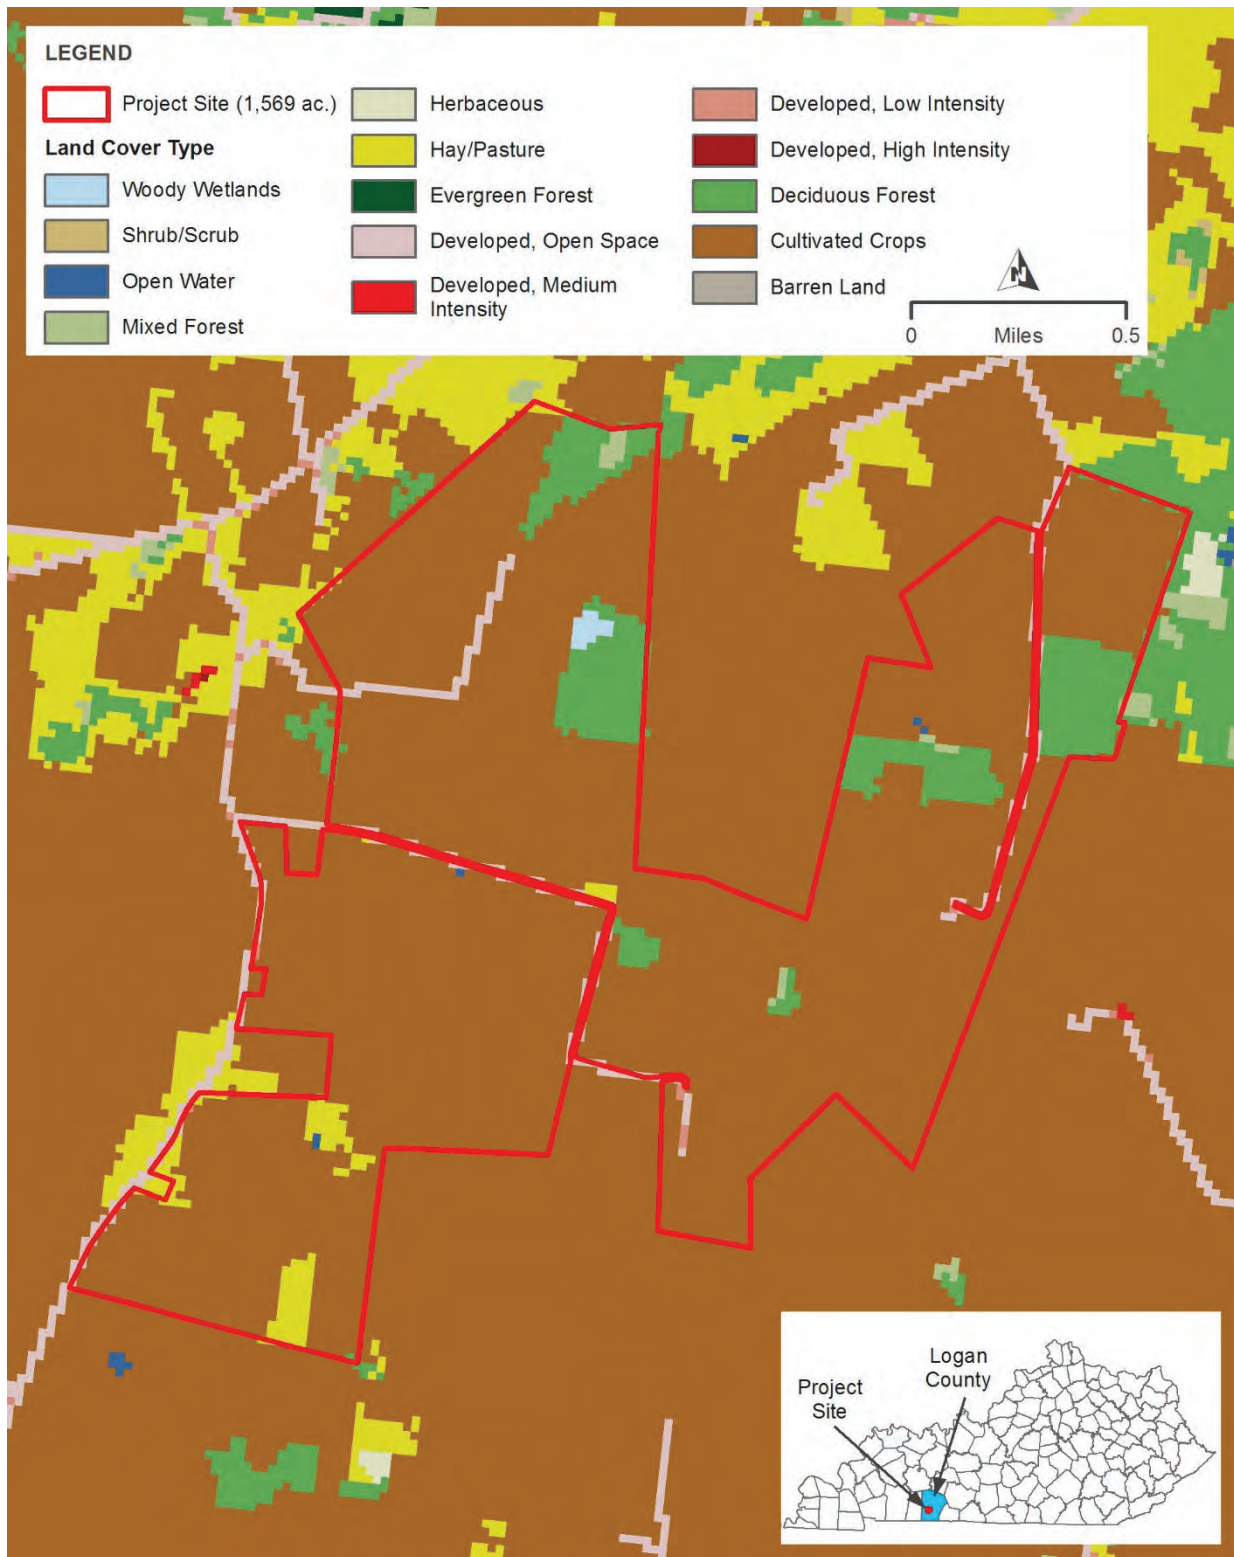 LEGEND
Project Site (1,569 ac.)
Land Cover Type
Woody Wetlands
Shrub/Scrub
Open Water
Mixed Forest
Herbaceous
Hay/Pasture
Evergreen Forest
Developed, Open Space
Developed, Medium
Intensity
Developed, Low Intensity
Developed, High Intensity
Deciduous Forest
Cultivated Crops
Barren Land
N
0 Miles 0.5
Logan
County
Project
Site